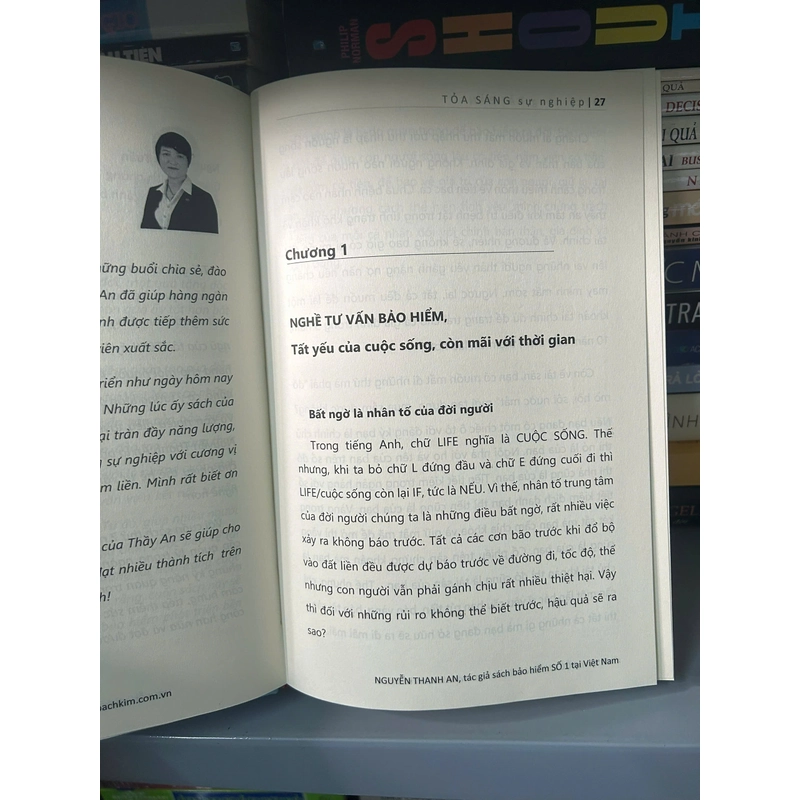 PHILIP NORMAN
SHOUT
TIỀN
hững buổi chia sẻ, đào
An đã giúp hàng ngàn
nh được tiếp thêm sức
iên xuất sắc.
riển như ngày hôm nay
Những lúc ấy sách của
ại tràn đầy năng lượng,
sự nghiệp với cương vị
m liền. Mình rất biết ơn
của Thầy An sẽ giúp cho
đạt nhiều thành tích trên
h!
bachkim.com.vn
TỎA SÁNG sự nghiệp| 27
Chương 1
NGHỀ TƯ VẤN BẢO HIỂM,
Tất yếu của cuộc sống, còn mãi với thời gian
Bất ngờ là nhân tố của đời người
Trong tiếng Anh, chữ LIFE nghĩa là CUỘC SỐNG. Thế
nhưng, khi ta bỏ chữ L đứng đầu và chữ E đứng cuối đi thì
LIFE/cuộc sống còn lại IF, tức là NẾU. Vì thế, nhân tố trung tâm
của đời người chúng ta là những điều bất ngờ, rất nhiều việc
xảy ra không báo trước. Tất cả các cơn bão trước khi đổ bộ
vào đất liền đều được dự báo trước về đường đi, tốc độ, thế
nhưng con người vẫn phải gánh chịu rất nhiều thiệt hại. Vậy
thì đối với những rủi ro không thể biết trước, hậu quả sẽ ra
sao?
NGUYỄN THANH AN, tác giả sách bảo hiểm SỐ 1 tại Việt Nam
QUẢ
DECIS
QUẢ
BUS